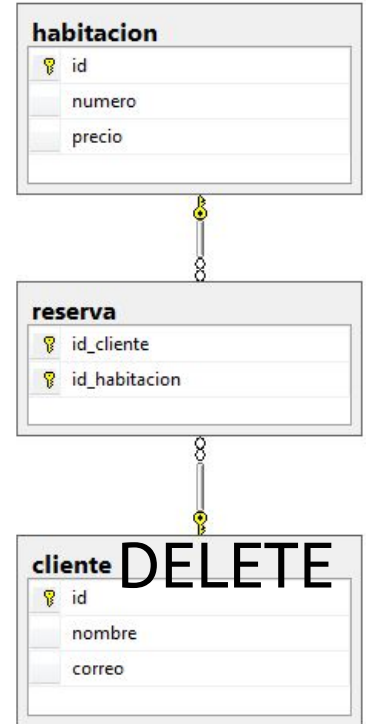 habitacion
id
numero
precio
reserva
id_cliente
id_habitacion
cliente DELETE
id
nombre
correo